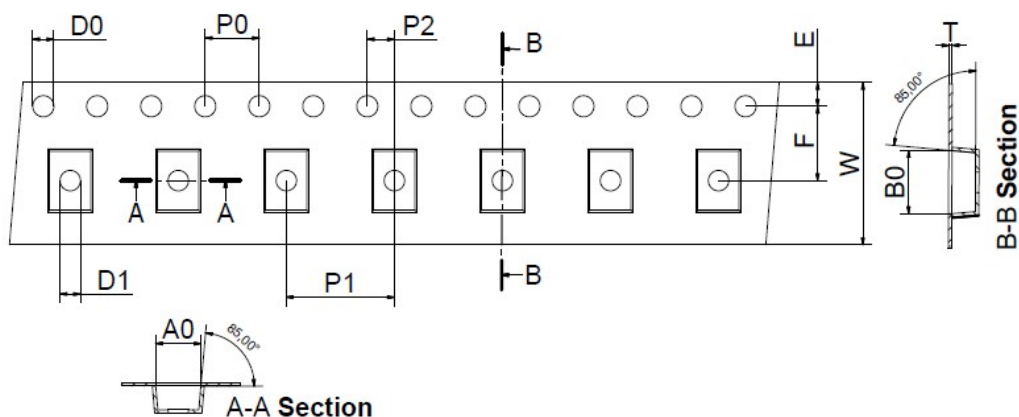 D0
P0
P2
B
E
T
85,00°
F
W
B0
B-B Section
A
A
D1
P1
B
A0
85,00°
A-A Section